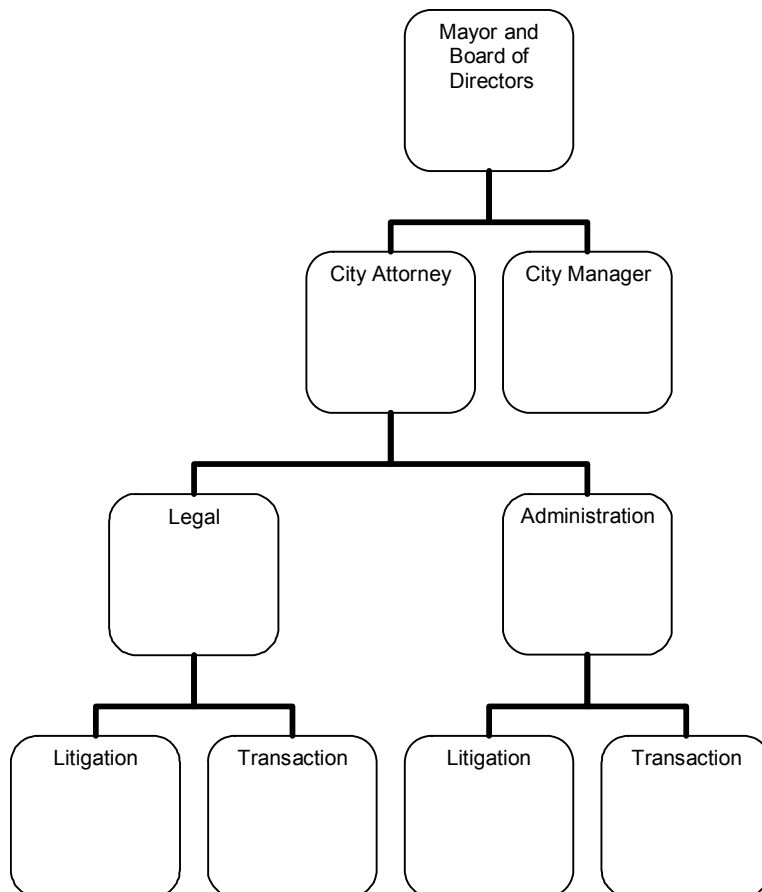 Mayor and
Board of
Directors
City Attorney
City Manager
Legal
Administration
Litigation
Transaction
Litigation
Transaction